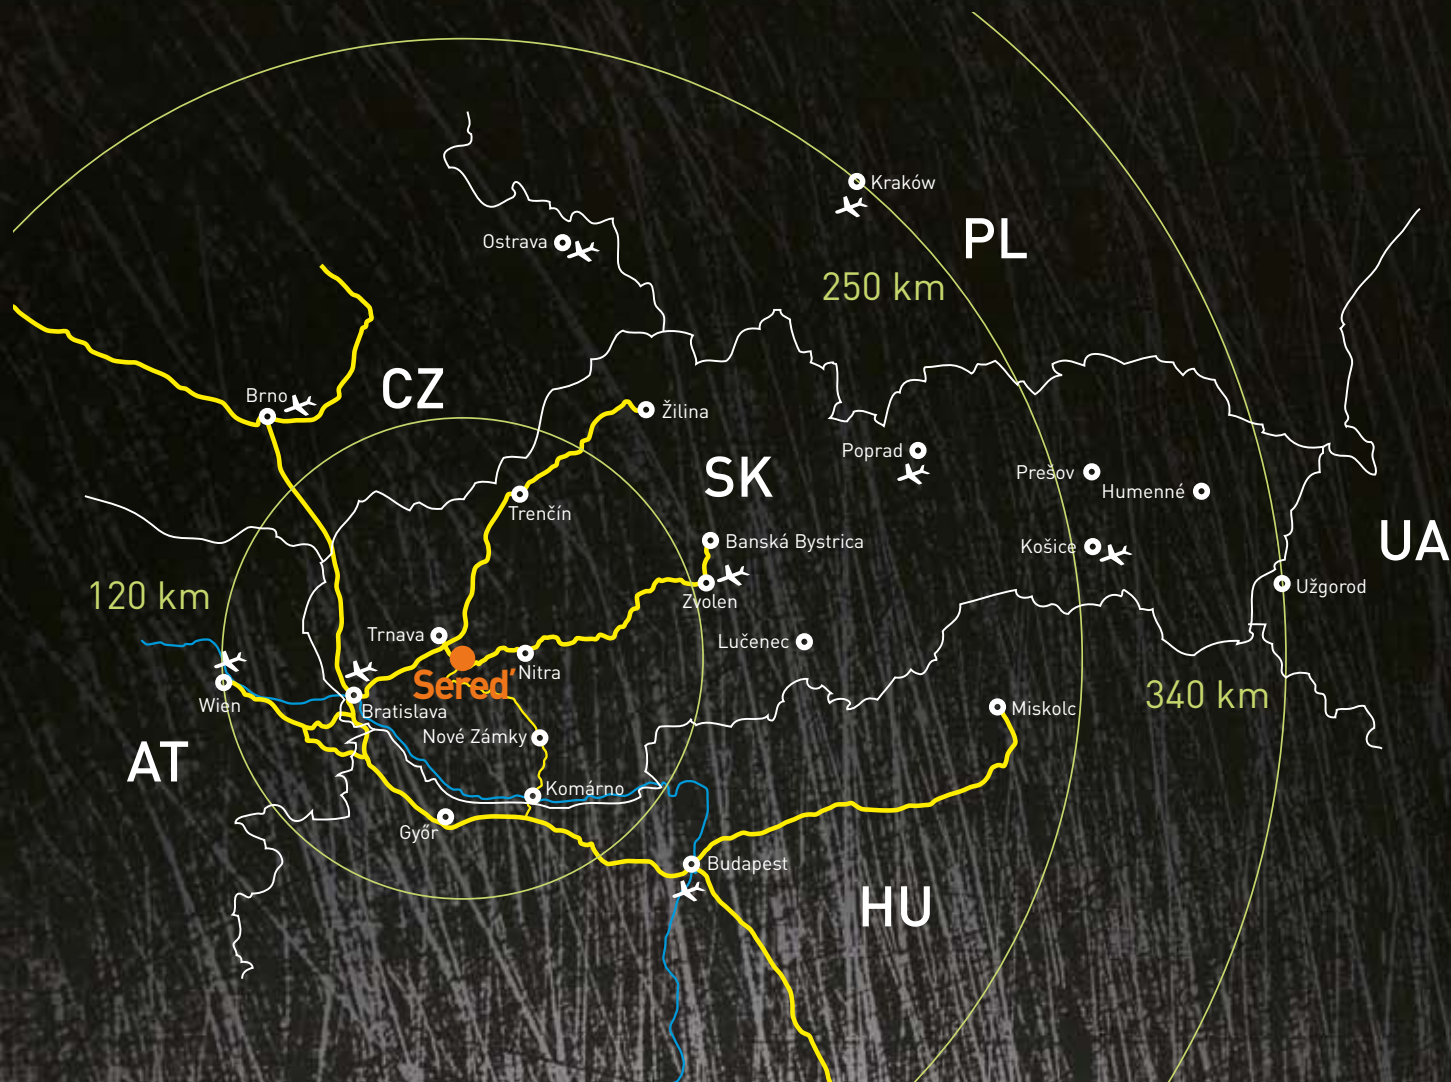 Kraków
PL
Ostrava
250 km
CZ
Brno
Žilina
Poprad
SK
Prešov
Humenné
Trenčín
UA
Banská Bystrica
Košice
120 km
Užgorod
Zvolen
Trnava
Lučenec
Nitra
Sereď
340 km
Wien
Bratislava
Miskolc
Nové Zámky
AT
Komárno
Győr
Budapest
HU